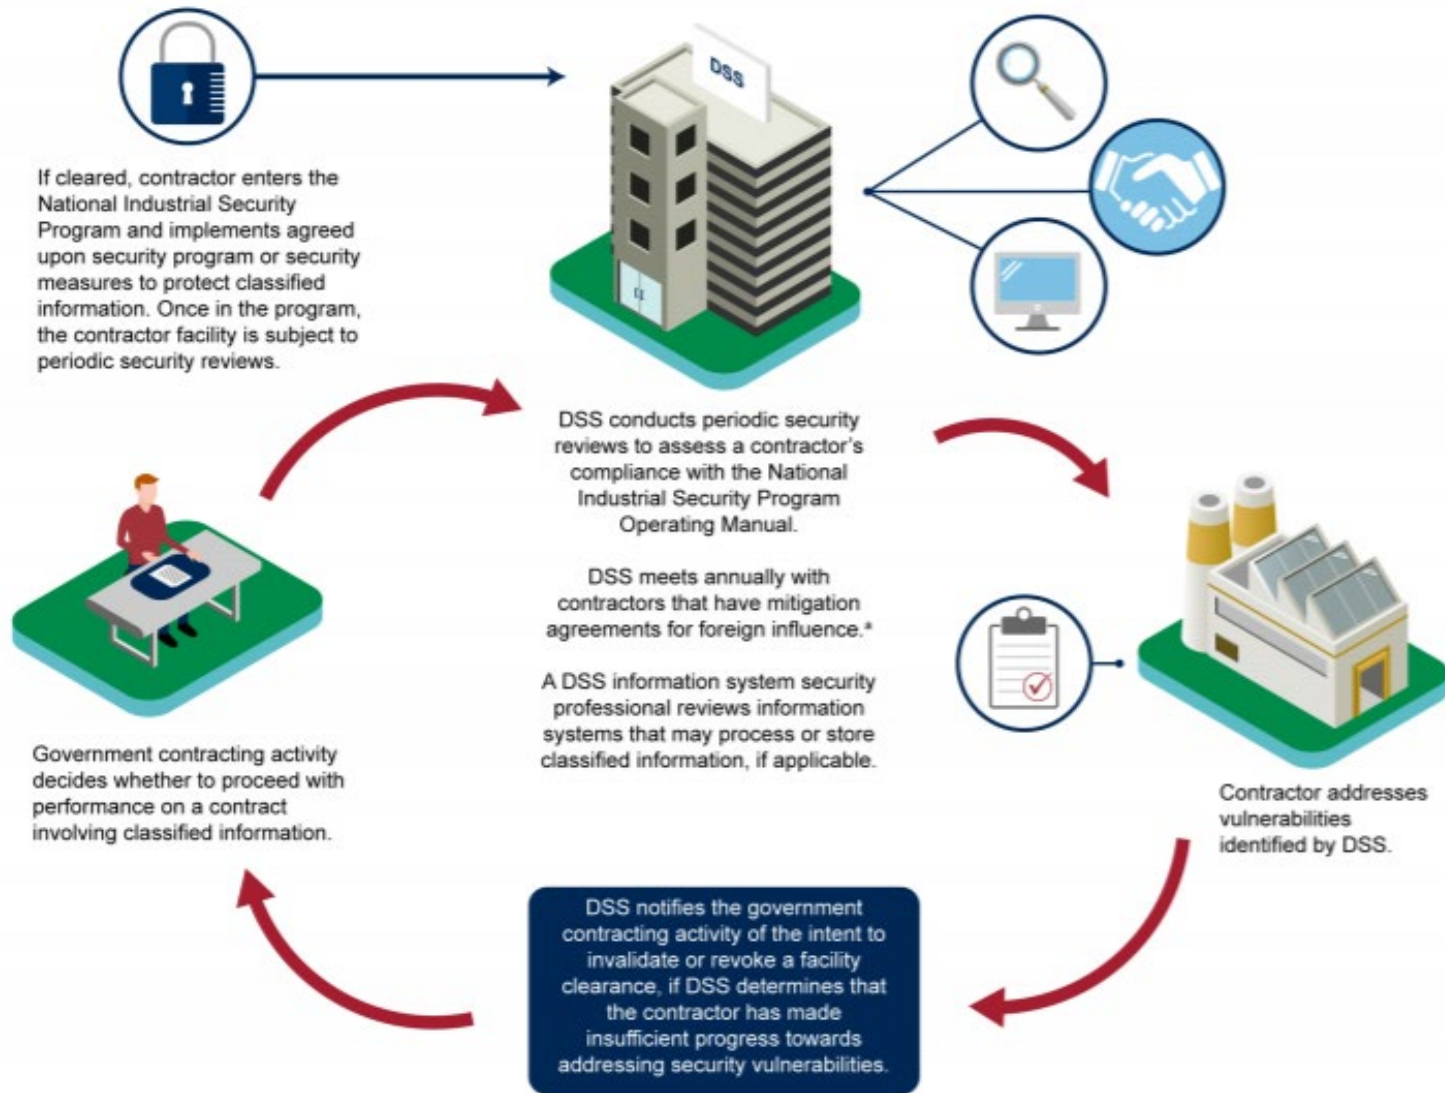 DSS
If cleared, contractor enters the
National Industrial Security
Program and implements agreed
upon security program or security
measures to protect classified
information. Once in the program,
the contractor facility is subject to
periodic security reviews.
DSS conducts periodic security
reviews to assess a contractor's
compliance with the National
Industrial Security Program
Operating Manual.
DSS meets annually with
contractors that have mitigation
agreements for foreign influence.ᵃ
A DSS information system security
professional reviews information
systems that may process or store
classified information, if applicable.
Contractor addresses
vulnerabilities
identified by DSS.
DSS notifies the government
contracting activity of the intent to
invalidate or revoke a facility
clearance, if DSS determines that
the contractor has made
insufficient progress towards
addressing security vulnerabilities.
Government contracting activity
decides whether to proceed with
performance on a contract
involving classified information.